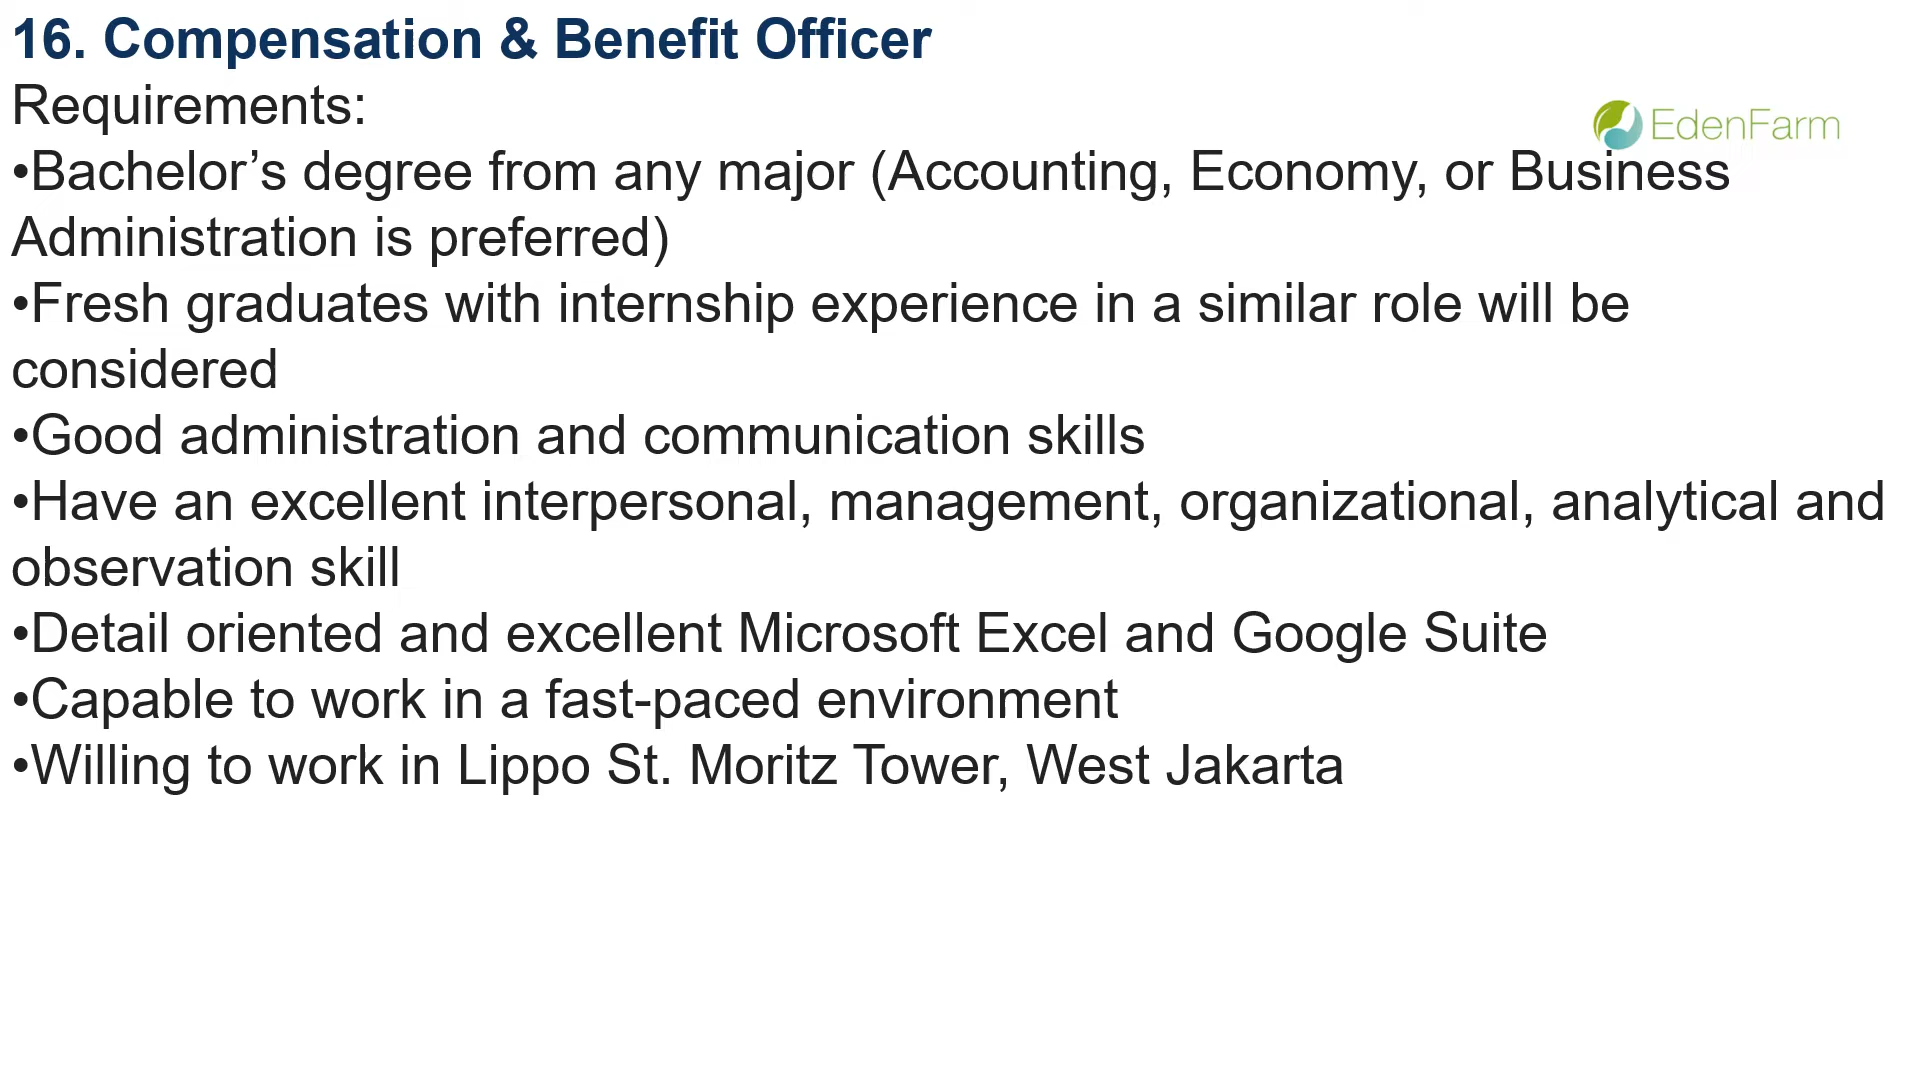 16. Compensation & Benefit Officer
Requirements:
EdenFarm
•Bachelor’s degree from any major (Accounting, Economy, or Business
Administration is preferred)
•Fresh graduates with internship experience in a similar role will be
considered
•Good administration and communication skills
•Have an excellent interpersonal, management, organizational, analytical and
observation skill
•Detail oriented and excellent Microsoft Excel and Google Suite
•Capable to work in a fast-paced environment
•Willing to work in Lippo St. Moritz Tower, West Jakarta